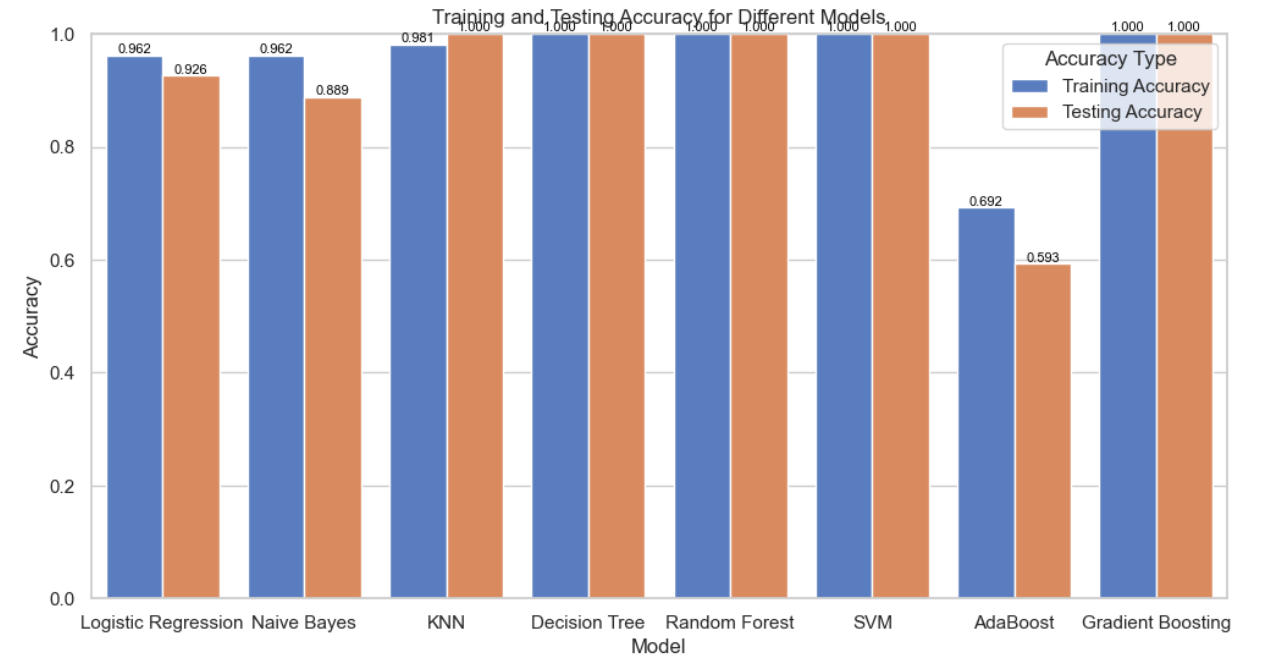 Training and Testing Accuracy for Different Models
1.000 1.000 1.000 1.000 1.000 1.000 1.000 1.000 1.000
0.962 0.926 0.962 0.889 0.981 0.692 0.593
Accuracy Type
Training Accuracy
Testing Accuracy
1.0
0.8
0.6
0.4
0.2
0.0
Accuracy
Logistic Regression Naive Bayes KNN Decision Tree Random Forest SVM AdaBoost Gradient Boosting
Model